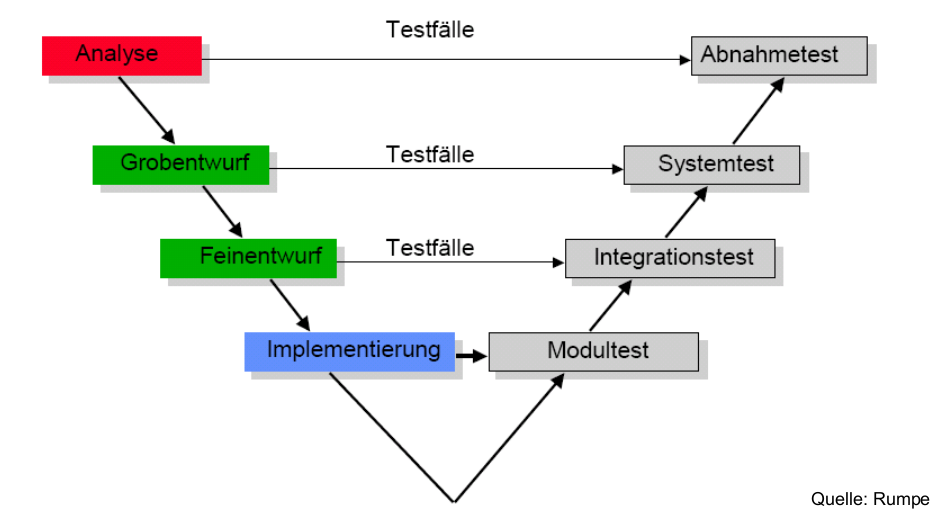 Testfälle
Analyse
Abnahmetest
Testfälle
Grobentwurf
Systemtest
Testfälle
Feinentwurf
Integrationstest
Implementierung
Modultest
Quelle: Rumpe